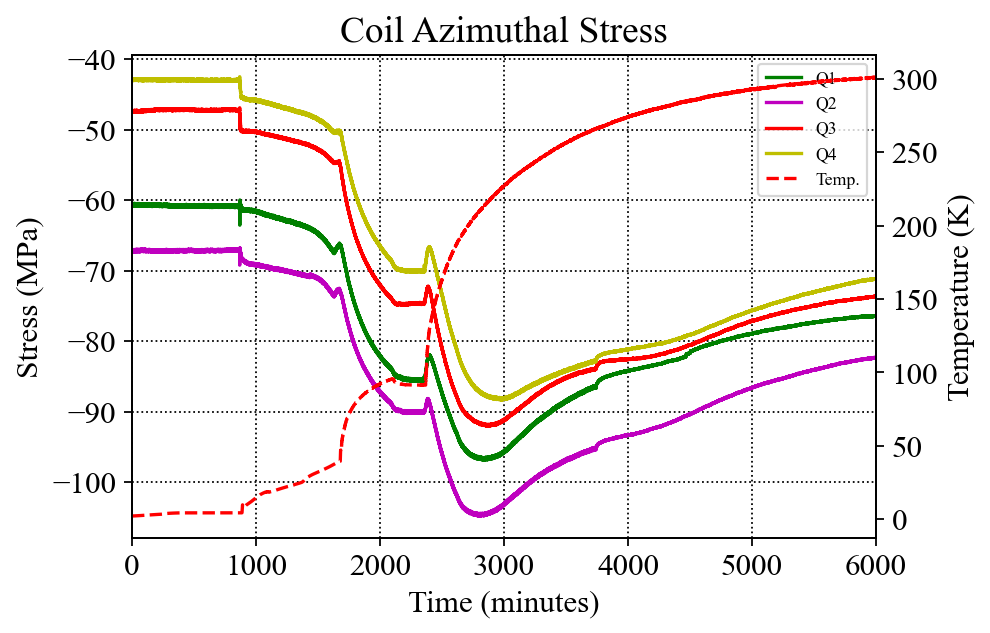 Coil Azimuthal Stress
Stress (MPa)
−40
−50
−60
−70
−80
−90
−100
Q1
Q2
Q3
Q4
Temp.
300
250
200
150
100
50
0
Temperature (K)
0 1000 2000 3000 4000 5000 6000
Time (minutes)